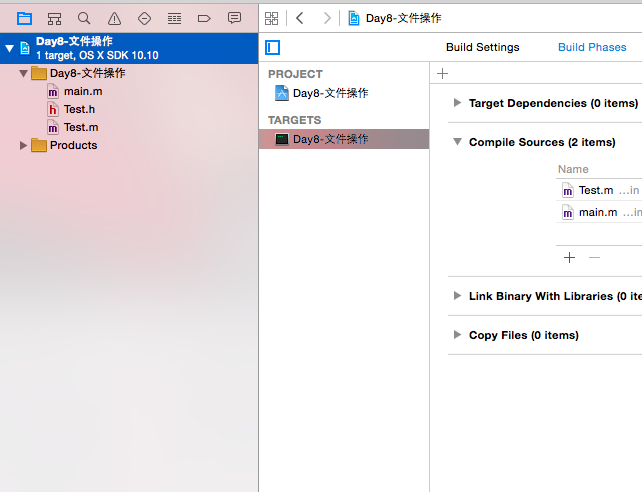 Day8-文件操作
1 target, OS X SDK 10.10
Day8-文件操作
m main.m
h Test.h
m Test.m
Products
Day8-文件操作
Build Settings Build Phases
PROJECT
Day8-文件操作
TARGETS
Day8-文件操作
Target Dependencies (0 items)
Compile Sources (2 items)
Name
m Test.m ...in
m main.m ...in
Link Binary With Libraries (0 ite
Copy Files (0 items)